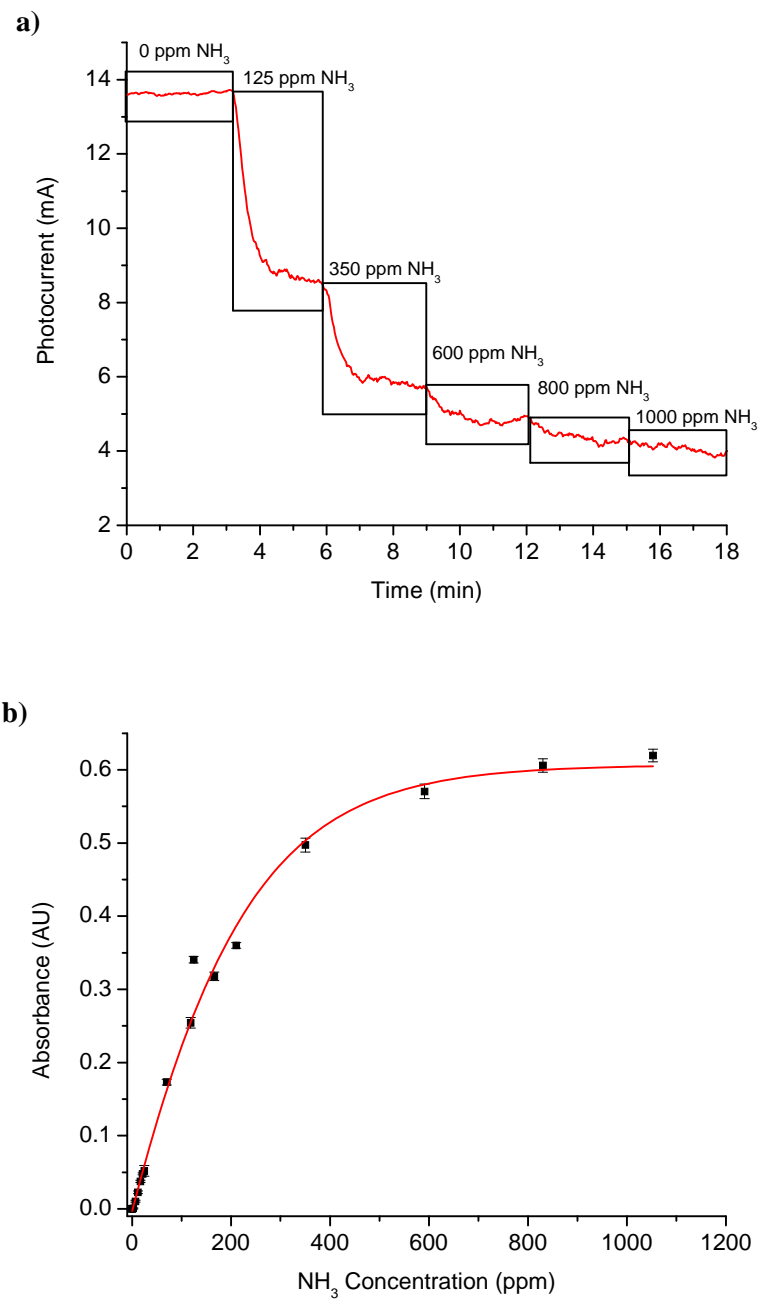 a)
0 ppm NH₃
125 ppm NH₃
350 ppm NH₃
600 ppm NH₃
800 ppm NH₃
1000 ppm NH₃
Photocurrent (mA)
14
12
10
8
6
4
2
0 2 4 6 8 10 12 14 16 18
Time (min)
b)
Absorbance (AU)
0.6
0.5
0.4
0.3
0.2
0.1
0.0
0 200 400 600 800 1000 1200
NH₃ Concentration (ppm)